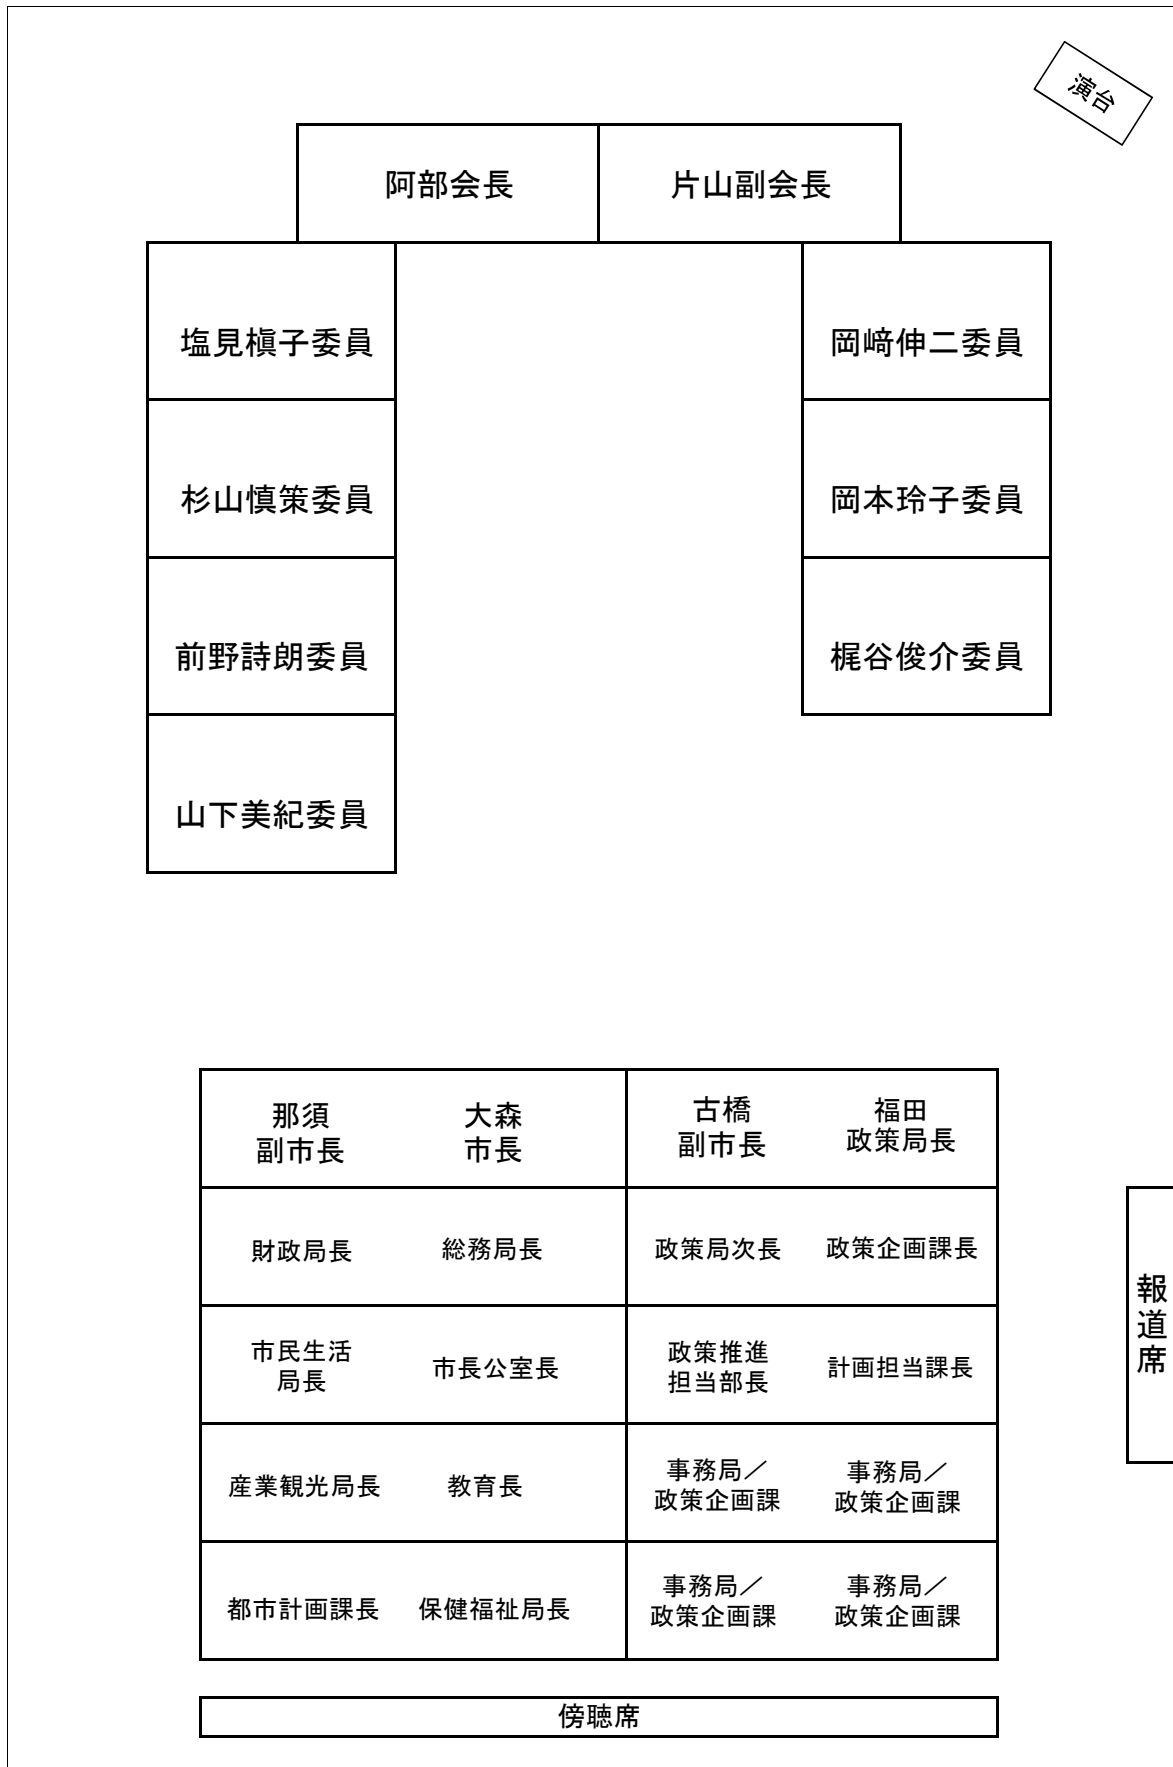 演台
阿部会長
片山副会長
塩見槇子委員
岡﨑伸二委員
杉山慎策委員
岡本玲子委員
前野詩朗委員
梶谷俊介委員
山下美紀委員
那須
副市長
大森
市長
古橋
副市長
福田
政策局長
財政局長
総務局長
政策局次長
政策企画課長
市民生活
局長
市長公室長
政策推進
担当部長
計画担当課長
産業観光局長
教育長
事務局／
政策企画課
事務局／
政策企画課
都市計画課長
保健福祉局長
事務局／
政策企画課
事務局／
政策企画課
報道席
傍聴席